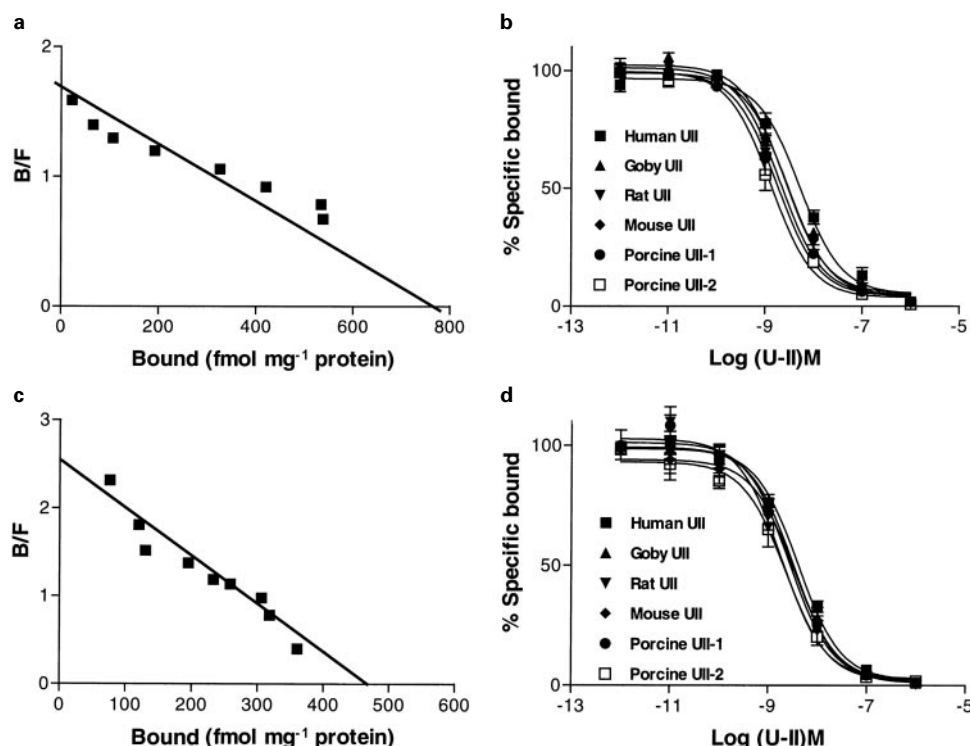 a
2
1
0
B/F
0 200 400 600 800
Bound (fmol mg⁻¹ protein)
b
100
50
0
% Specific bound
Human UII
Goby UII
Rat UII
Mouse UII
Porcine UII-1
Porcine UII-2
-13 -11 -9 -7 -5
Log (U-II)M
c
3
2
1
0
B/F
0 100 200 300 400 500 600
Bound (fmol mg⁻¹ protein)
d
100
50
0
% Specific bound
Human UII
Goby UII
Rat UII
Mouse UII
Porcine UII-1
Porcine UII-2
-13 -11 -9 -7 -5
Log (U-II)M